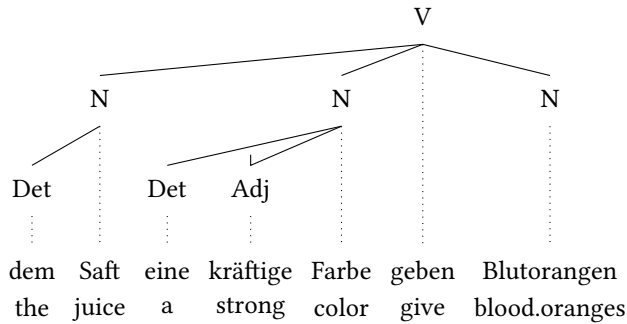 V
N N N
Det Det Adj
dem Saft eine kräftige Farbe geben Blutorangen
the juice a strong color give blood.oranges